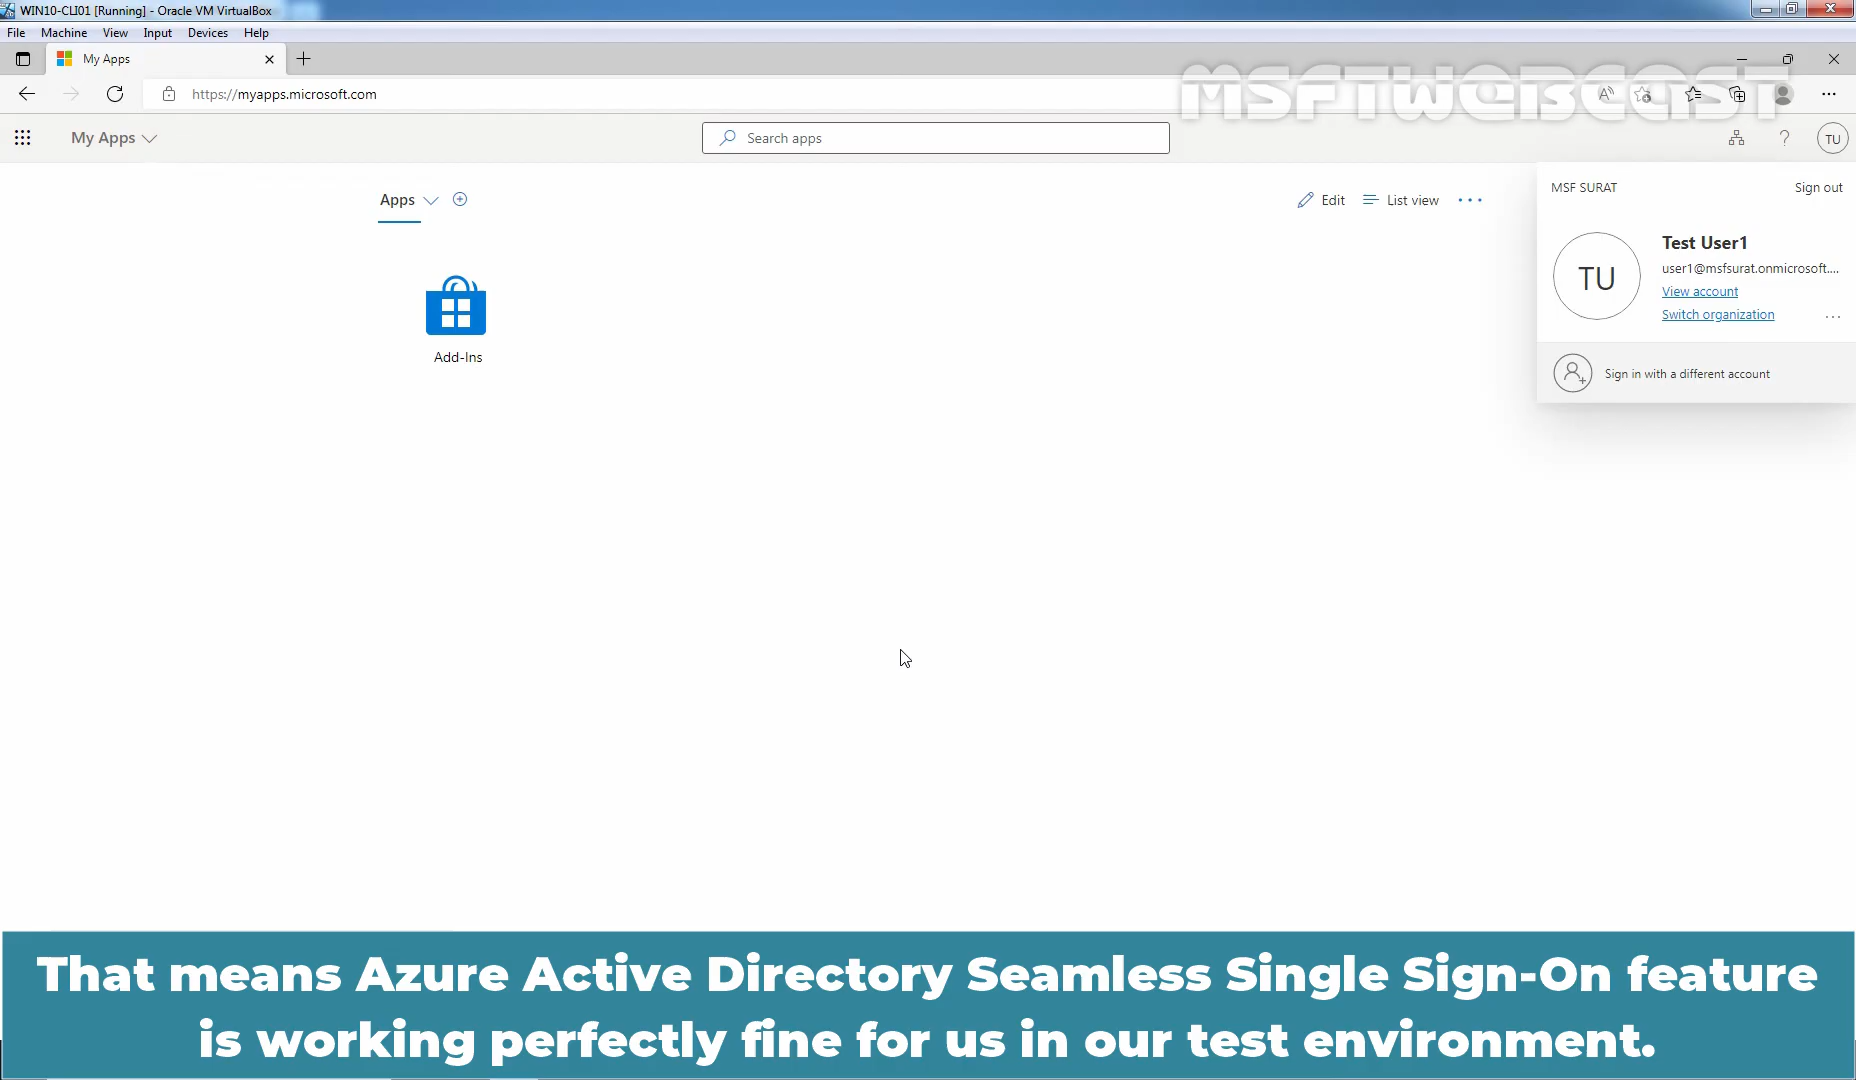 WIN10-CLI01 [Running] - Oracle VM VirtualBox
File Machine View Input Devices Help
My Apps
https://myapps.microsoft.com
MSFTWEBCAST
My Apps
Search apps
TU
Apps
Edit
List view
MSF SURAT
Sign out
TU
Test User1
user1@msfsurat.onmicrosoft....
View account
Switch organization
Sign in with a different account
Add-Ins
That means Azure Active Directory Seamless Single Sign-On feature
is working perfectly fine for us in our test environment.